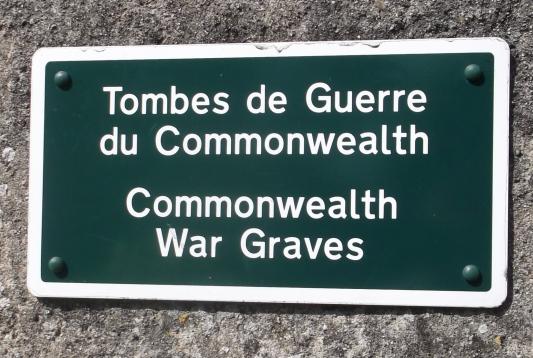 Tombes de Guerre
du Commonwealth
Commonwealth
War Graves